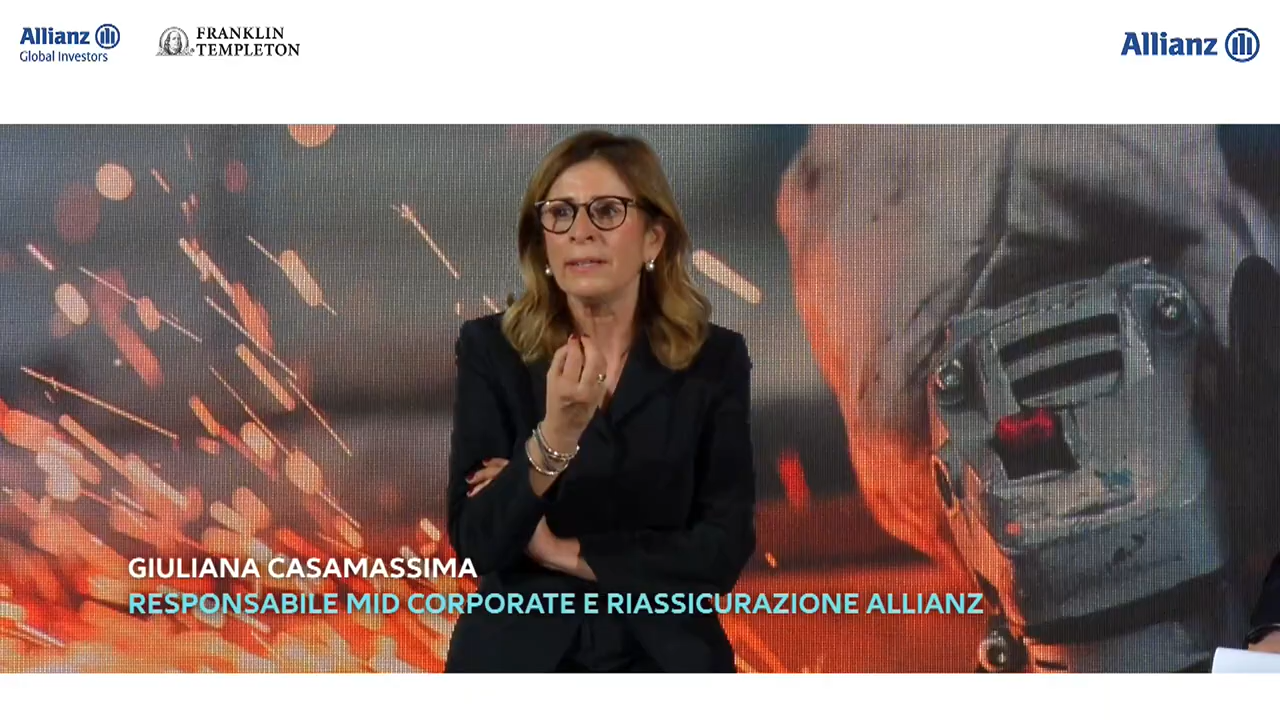 Allianz
Global Investors
FRANKLIN
TEMPLETON
Allianz
GIULIANA CASAMASSIMA
RESPONSABILE MID CORPORATE E RIASSICURAZIONE ALLIANZ